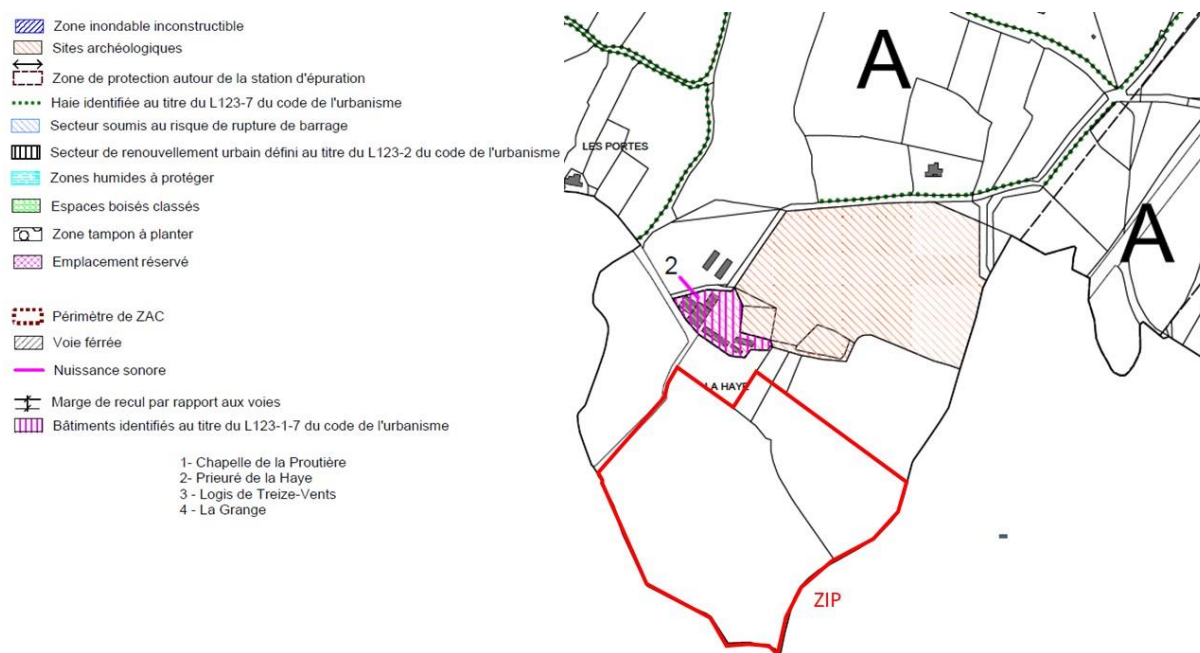 Zone inondable inconstructible
Sites archéologiques
Zone de protection autour de la station d'épuration
Haie identifiée au titre du L123-7 du code de l'urbanisme
Secteur soumis au risque de rupture de barrage
Secteur de renouvellement urbain défini au titre du L123-2 du code de l'urbanisme
Zones humides à protéger
Espaces boisés classés
Zone tampon à planter
Emplacement réservé
Périmètre de ZAC
Voie férrée
Nuissance sonore
Marge de recul par rapport aux voies
Bâtiments identifiés au titre du L123-1-7 du code de l'urbanisme
1- Chapelle de la Proutière
2- Prieuré de la Haye
3 - Logis de Treize-Vents
4 - La Grange
A
LES PORTES
A
2
LA HAYE
ZIP